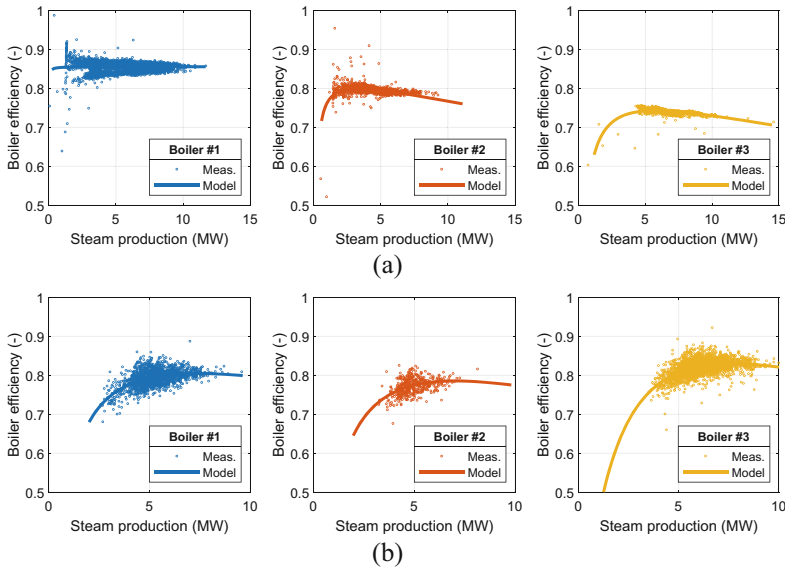 Boiler efficiency (-)
1
0.9
0.8
0.7
0.6
0.5
Boiler #1
Meas.
Model
0 5 10 15
Steam production (MW)
Boiler efficiency (-)
1
0.9
0.8
0.7
0.6
0.5
Boiler #2
Meas.
Model
0 5 10 15
Steam production (MW)
Boiler efficiency (-)
1
0.9
0.8
0.7
0.6
0.5
Boiler #3
Meas.
Model
0 5 10 15
Steam production (MW)
(a)
Boiler efficiency (-)
1
0.9
0.8
0.7
0.6
0.5
Boiler #1
Meas.
Model
0 5 10
Steam production (MW)
Boiler efficiency (-)
1
0.9
0.8
0.7
0.6
0.5
Boiler #2
Meas.
Model
0 5 10
Steam production (MW)
Boiler efficiency (-)
1
0.9
0.8
0.7
0.6
0.5
Boiler #3
Meas.
Model
0 5 10
Steam production (MW)
(b)